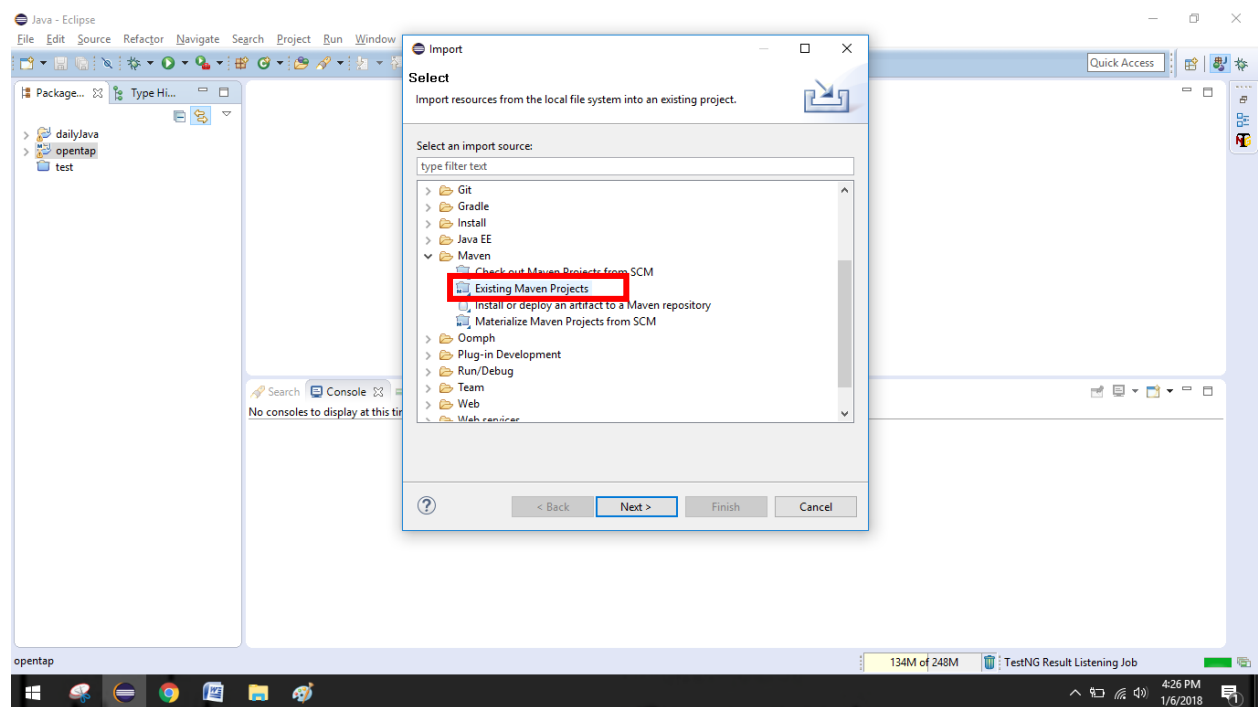 Java - Eclipse
File Edit Source Refactor Navigate Search Project Run Window
Quick Access
Package... Type Hi...
dailyJava
opentap
test
Import
Select
Import resources from the local file system into an existing project.
Select an import source:
type filter text
Git
Gradle
Install
Java EE
Maven
Check out Maven Projects from SCM
Existing Maven Projects
Install or deploy an artifact to a Maven repository
Materialize Maven Projects from SCM
Oomph
Plug-in Development
Run/Debug
Team
Web
Web services
< Back Next > Finish Cancel
Search Console
No consoles to display at this
opentap
134M of 248M TestNG Result Listening Job
4:26 PM
1/6/2018